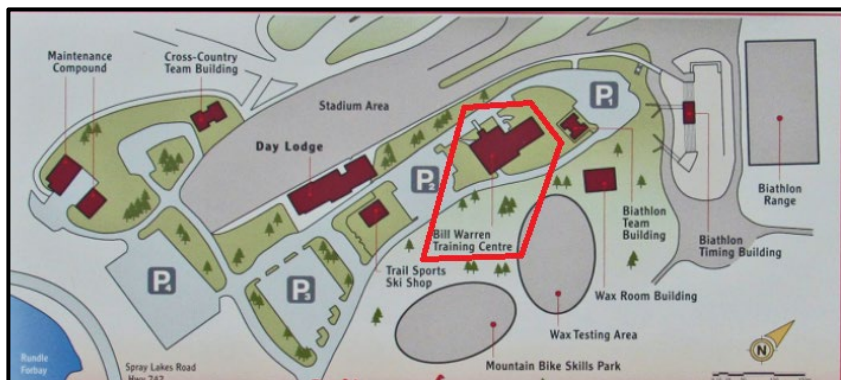 Maintenance
Compound
Cross-Country
Team Building
Stadium Area
Day Lodge
P1
P2
P3
P4
Bill Warren
Training Centre
Trail Sports
Ski Shop
Biathlon
Team
Building
Biathlon
Timing Building
Biathlon
Range
Wax Room Building
Wax Testing Area
Mountain Bike Skills Park
Rundle
Forbay
Spray Lakes Road
Hwy 742
N